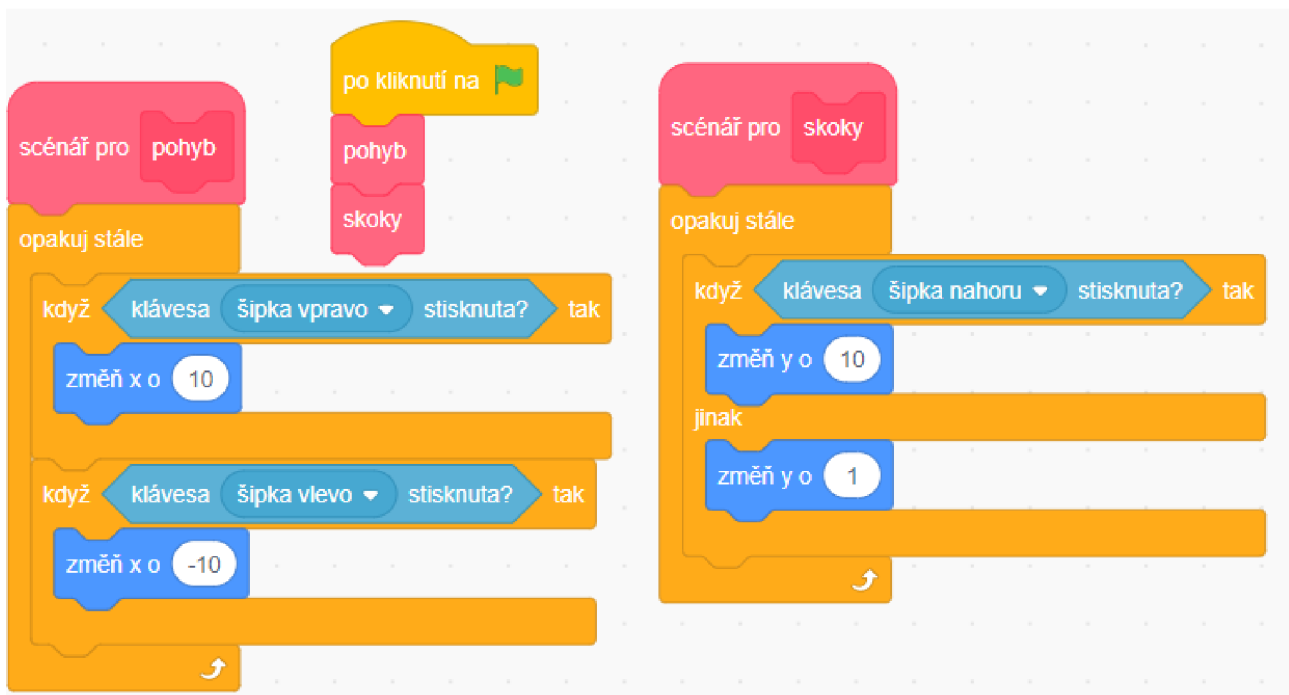 po kliknutí na
pohyb
skoky
scénář pro pohyb
opakuj stále
když klávesa šipka vpravo stisknuta? tak
změň x o 10
když klávesa šipka vlevo stisknuta? tak
změň x o -10
scénář pro skoky
opakuj stále
když klávesa šipka nahoru stisknuta? tak
změň y o 10
jinak
změň y o 1